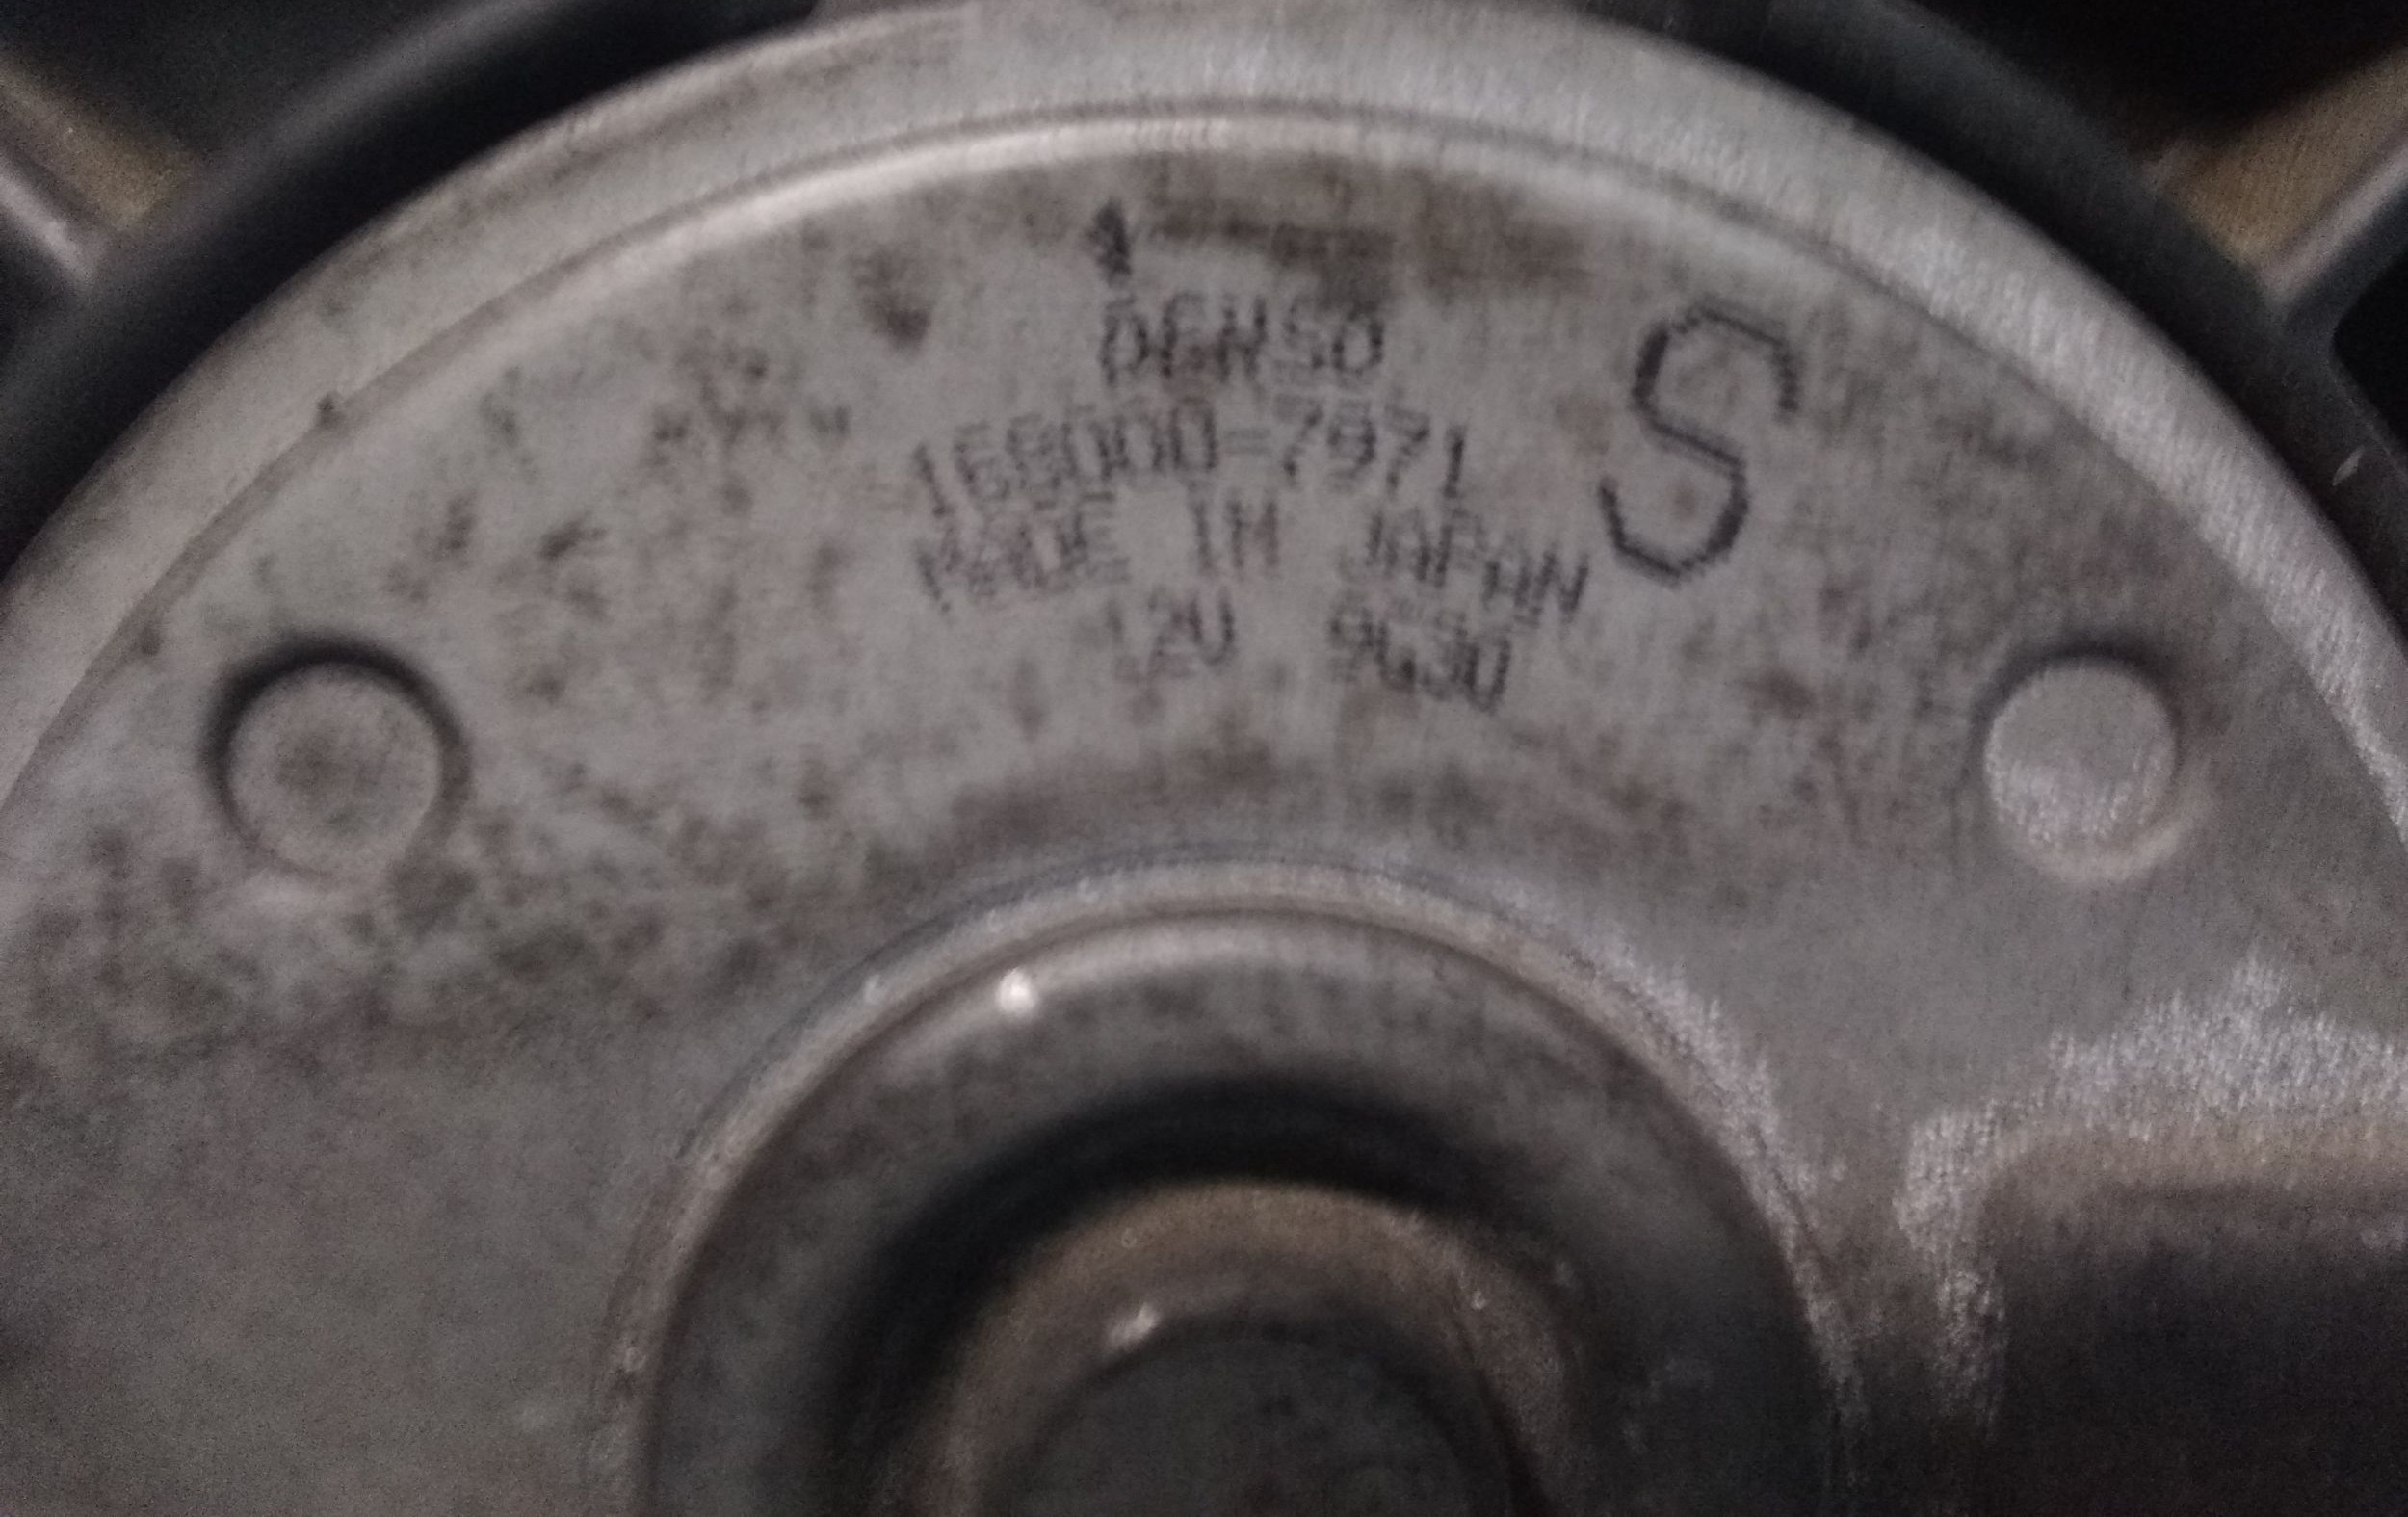 DENSO
168000-7971
MADE IN JAPAN
12V 9G30
S